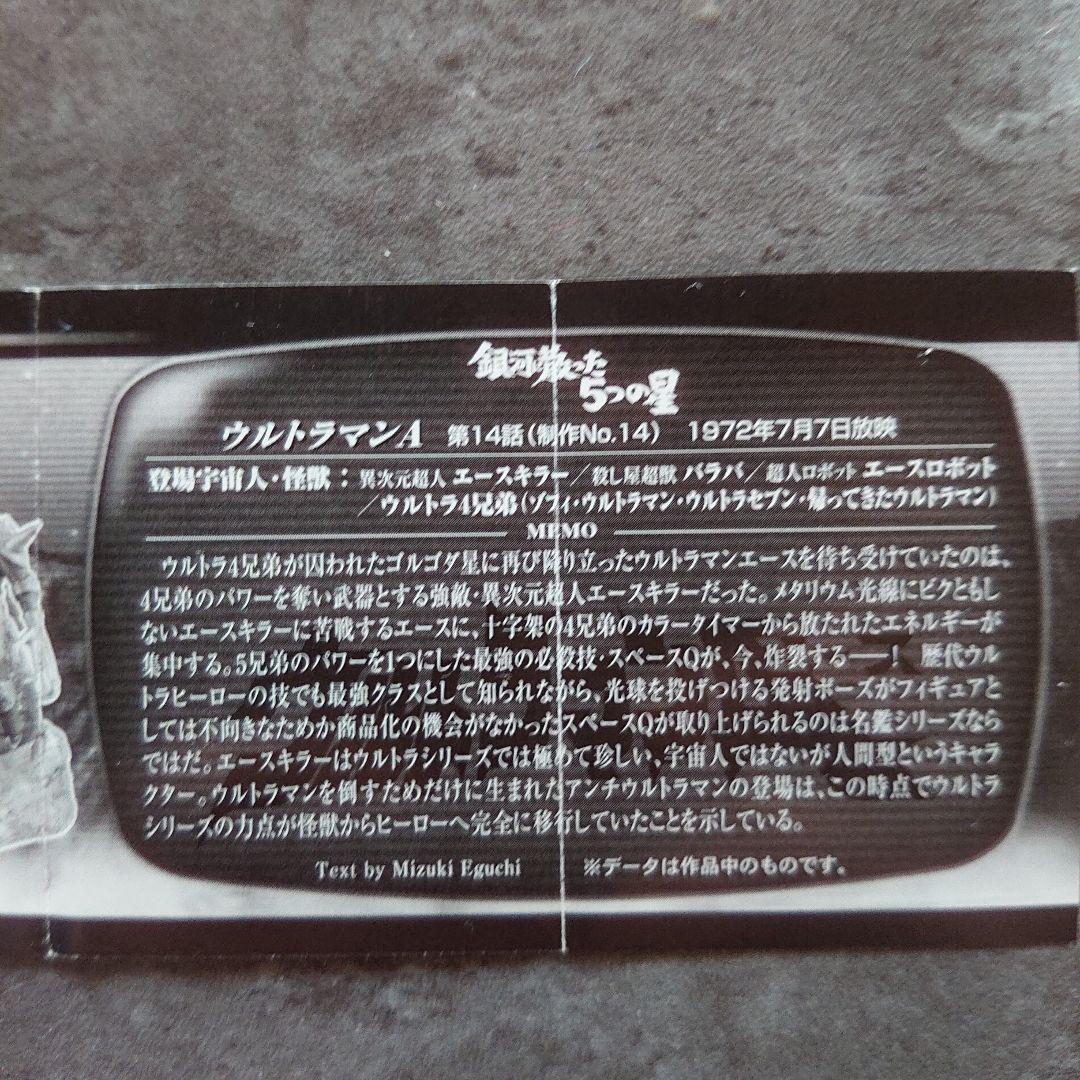 銀河に散った
5つの星
ウルトラマンA 第14話(制作No.14) 1972年7月7日放映
登場宇宙人・怪獣:異次元超人 エースキラー/殺し屋超獣 バラバ/超人ロボット エースロボット
/ウルトラ4兄弟(ゾフィ・ウルトラマン・ウルトラセブン・帰ってきたウルトラマン)
MEMO
ウルトラ4兄弟が囚われたゴルゴダ星に再び降り立ったウルトラマンエースを待ち受けていたのは、
4兄弟のパワーを奪い武器とする強敵・異次元超人エースキラーだった。メタリウム光線にビクともし
ないエースキラーに苦戦するエースに、十字架の4兄弟のカラータイマーから放たれたエネルギーが
集中する。5兄弟のパワーを1つにした最強の必殺技・スペースQが、今、炸裂する──! 歴代ウル
トラヒーローの技でも最強クラスとして知られながら、光球を投げつける発射ポーズがフィギュアと
しては不向きなためか商品化の機会がなかったスペースQが取り上げられるのは名鑑シリーズなら
ではだ。エースキラーはウルトラシリーズでは極めて珍しい、宇宙人ではないが人間型というキャラ
クター。ウルトラマンを倒すためだけに生まれたアンチウルトラマンの登場は、この時点でウルトラ
シリーズの力点が怪獣からヒーローへ完全に移行していたことを示している。
Text by Mizuki Eguchi ※データは作品中のものです。